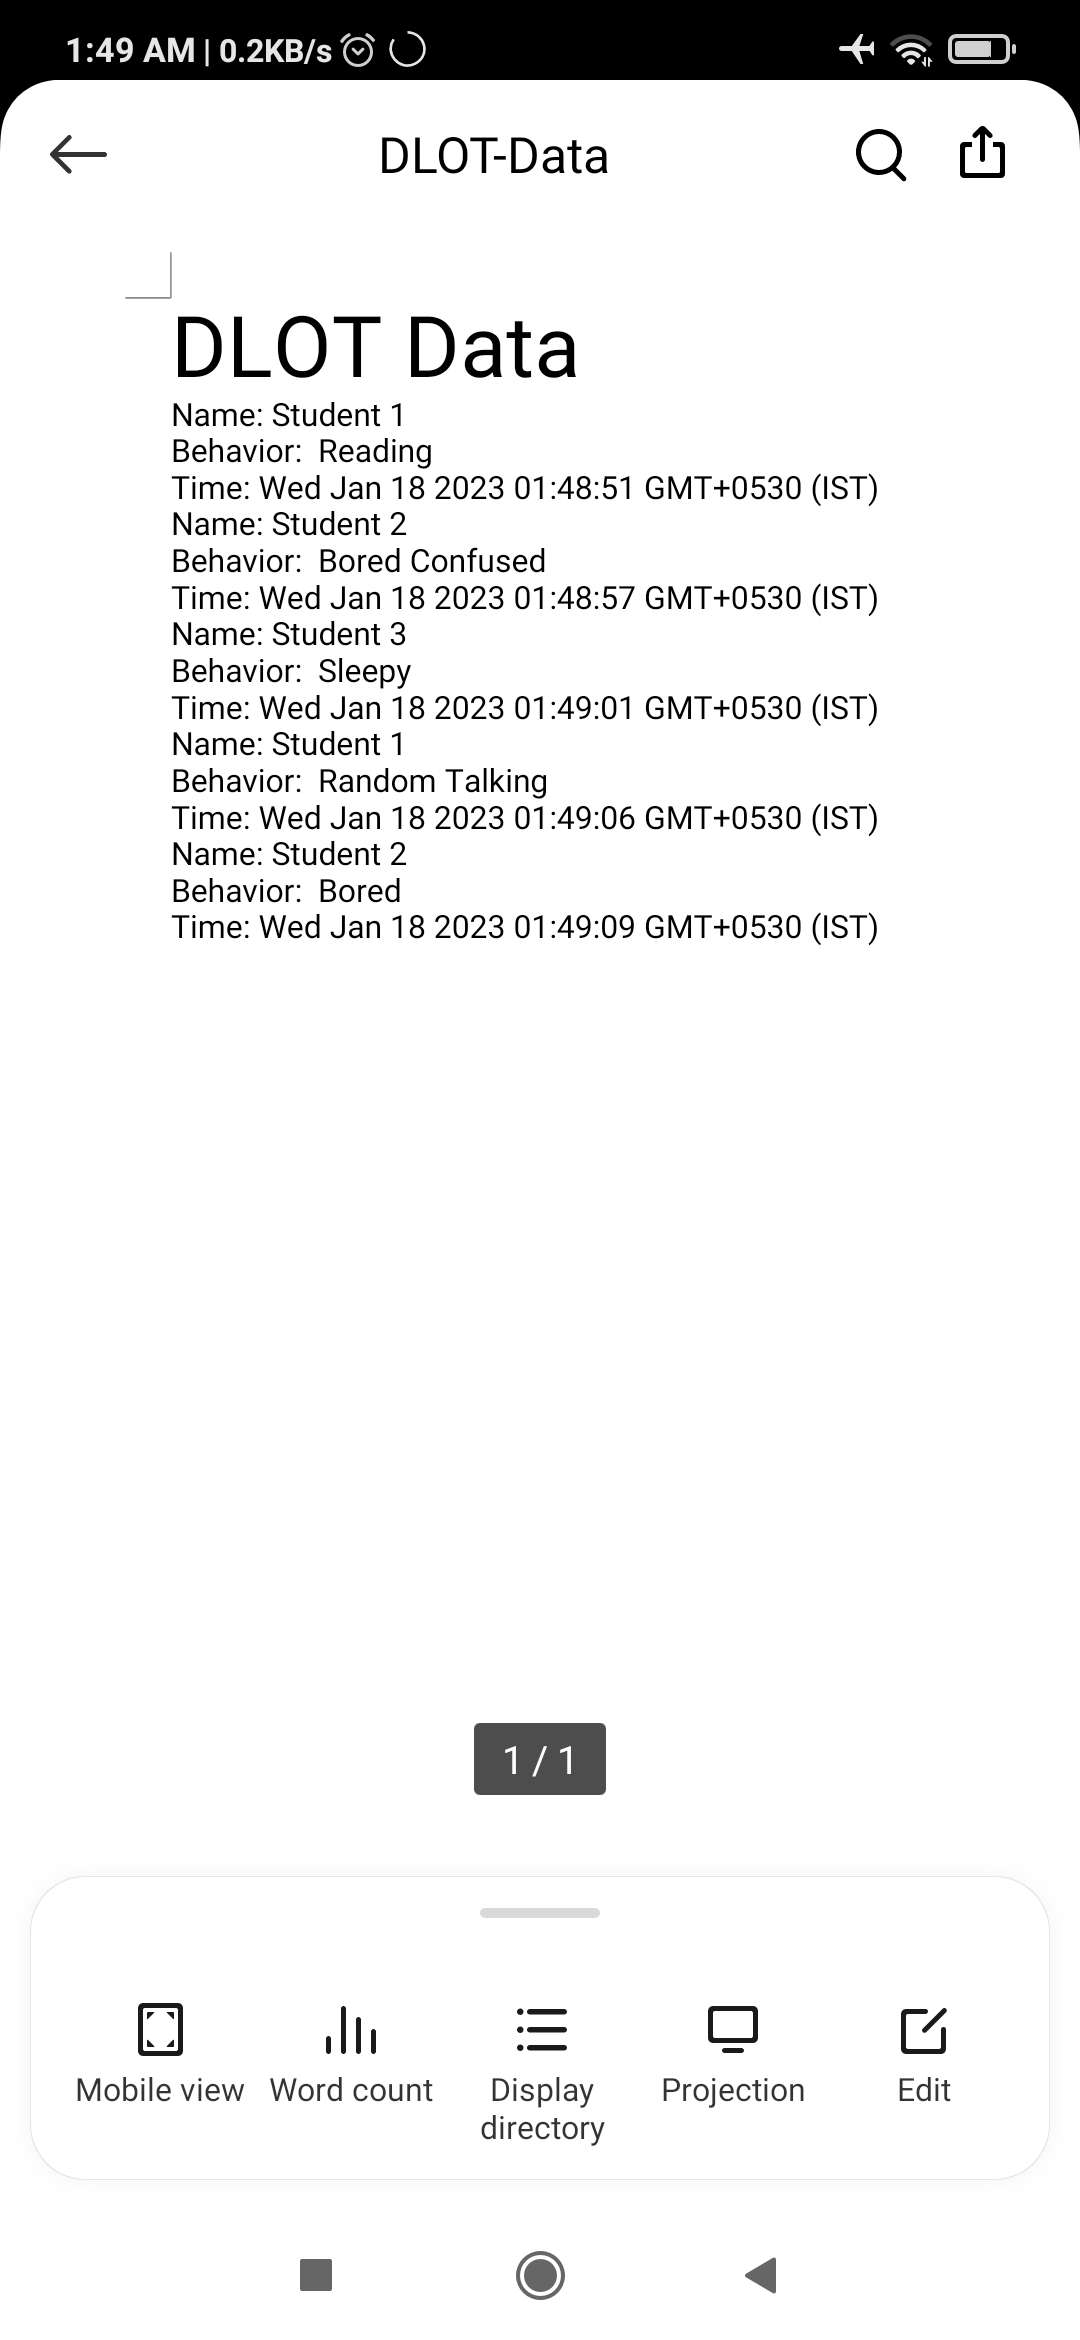 1:49 AM | 0.2KB/s
DLOT-Data
DLOT Data
Name: Student 1
Behavior:  Reading
Time: Wed Jan 18 2023 01:48:51 GMT+0530 (IST)
Name: Student 2
Behavior:  Bored Confused
Time: Wed Jan 18 2023 01:48:57 GMT+0530 (IST)
Name: Student 3
Behavior:  Sleepy
Time: Wed Jan 18 2023 01:49:01 GMT+0530 (IST)
Name: Student 1
Behavior:  Random Talking
Time: Wed Jan 18 2023 01:49:06 GMT+0530 (IST)
Name: Student 2
Behavior:  Bored
Time: Wed Jan 18 2023 01:49:09 GMT+0530 (IST)
1 / 1
Mobile view
Word count
Display
directory
Projection
Edit